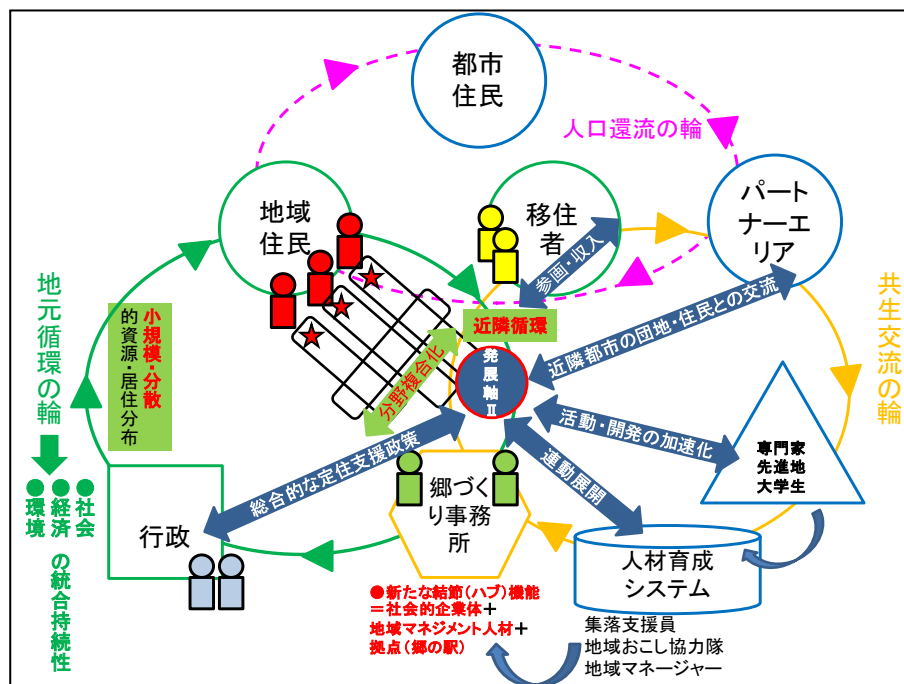 都市
住民
人口還流の輪
地域
住民
移住
者
パート
ナーエ
リア
参画・収入
近隣循環
近隣都市の団地・住民との交流
共生交流の輪
地元循環の輪
小規模・分散
的資源・居住分布
発展軸Ⅱ
分野複合化
活動・開発の加速化
専門家
先進地
大学生
総合的な定住支援政策
連動展開
●社会
●経済
●環境
の統合持続性
行政
郷づく
り事務
所
人材育成
システム
●新たな結節(ハブ)機能
=社会的企業体+
地域マネジメント人材+
拠点(郷の駅)
集落支援員
地域おこし協力隊
地域マネージャー